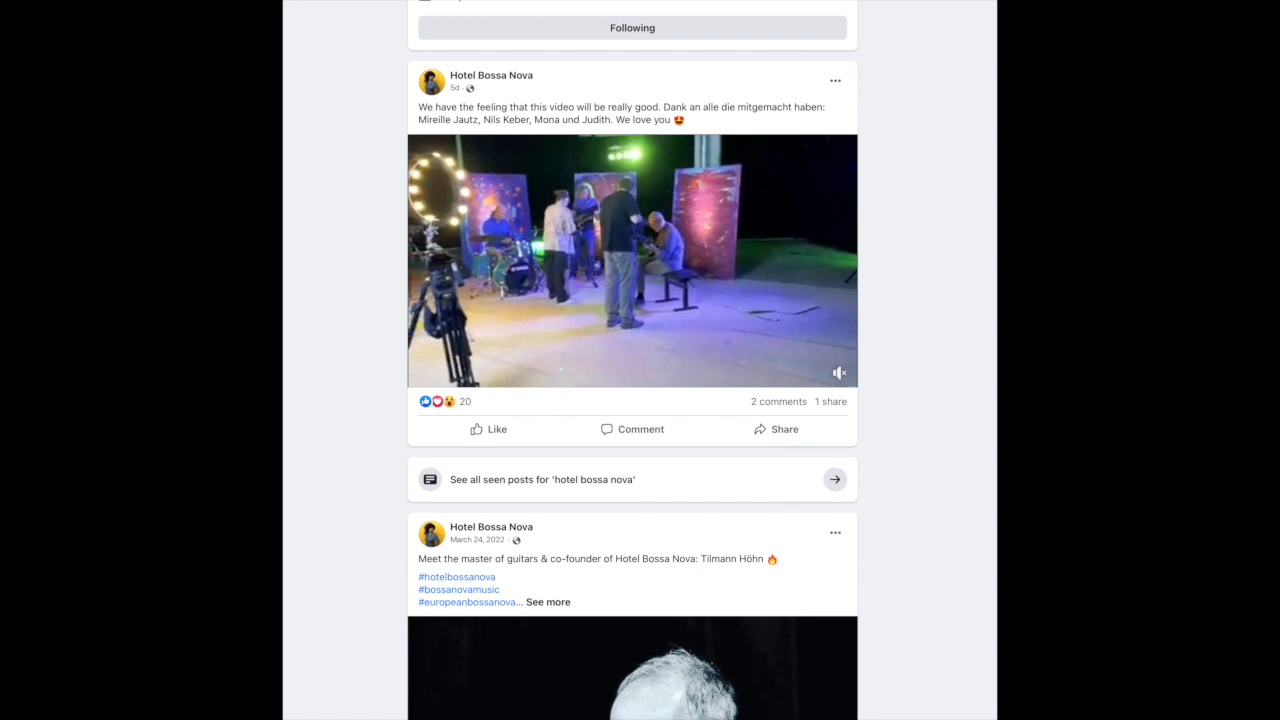 Following
Hotel Bossa Nova
5d ·
We have the feeling that this video will be really good. Dank an alle die mitgemacht haben:
Mireille Jautz, Nils Keber, Mona und Judith. We love you 🤩
20
2 comments 1 share
Like
Comment
Share
See all seen posts for 'hotel bossa nova'
Hotel Bossa Nova
March 24, 2022 ·
Meet the master of guitars & co-founder of Hotel Bossa Nova: Tilmann Höhn 🔥
#hotelbossanova
#bossanovamusic
#europeanbossanova... See more